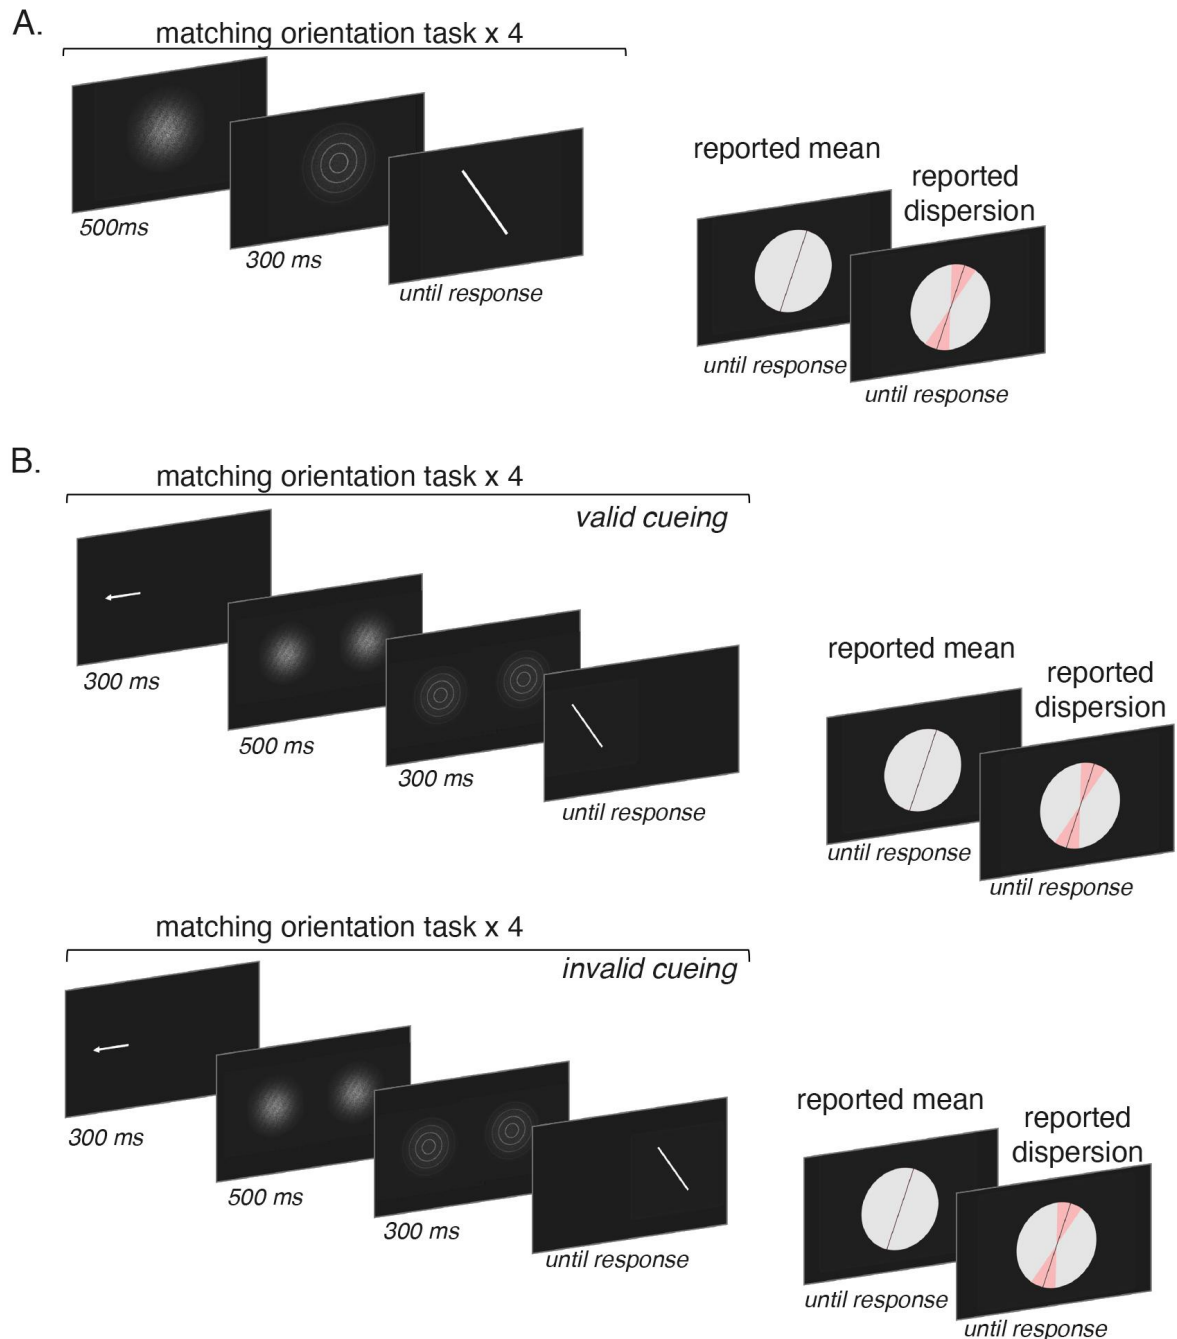 A.
matching orientation task x 4
500ms
300 ms
until response
reported mean
reported
dispersion
until response
until response
B.
matching orientation task x 4
valid cueing
300 ms
500 ms
300 ms
until response
reported mean
reported
dispersion
until response
until response
matching orientation task x 4
invalid cueing
300 ms
500 ms
300 ms
until response
reported mean
reported
dispersion
until response
until response